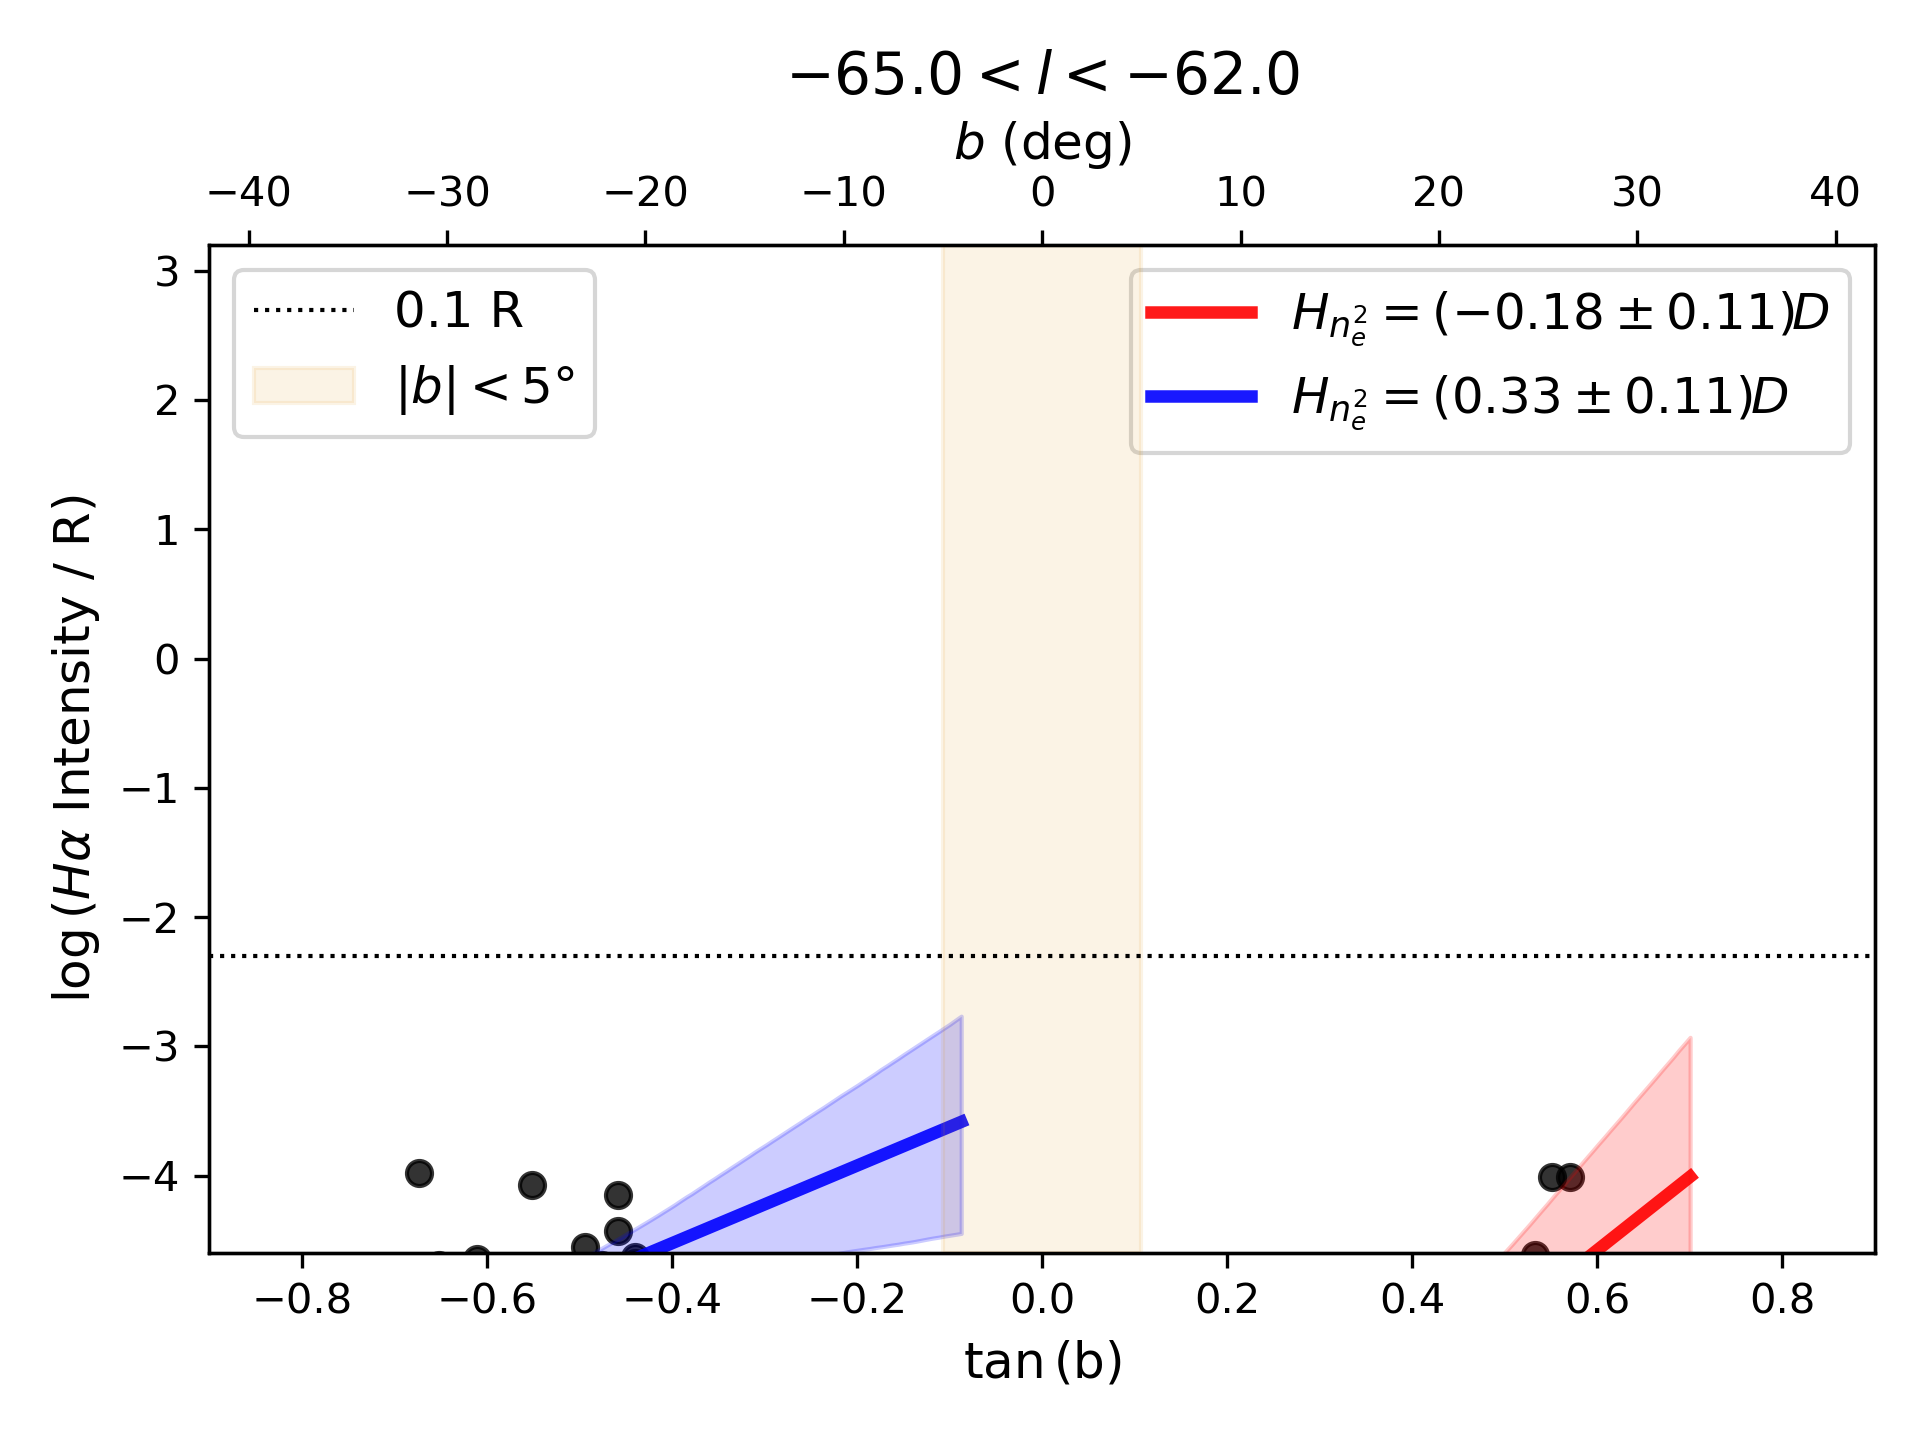 −65.0 < l < −62.0
b (deg)
−40 −30 −20 −10 0 10 20 30 40
0.1 R
|b| < 5°
H_{n_e^2} = (−0.18 ± 0.11)D
H_{n_e^2} = (0.33 ± 0.11)D
3
2
1
0
−1
−2
−3
−4
log (Hα Intensity / R)
−0.8 −0.6 −0.4 −0.2 0.0 0.2 0.4 0.6 0.8
tan (b)